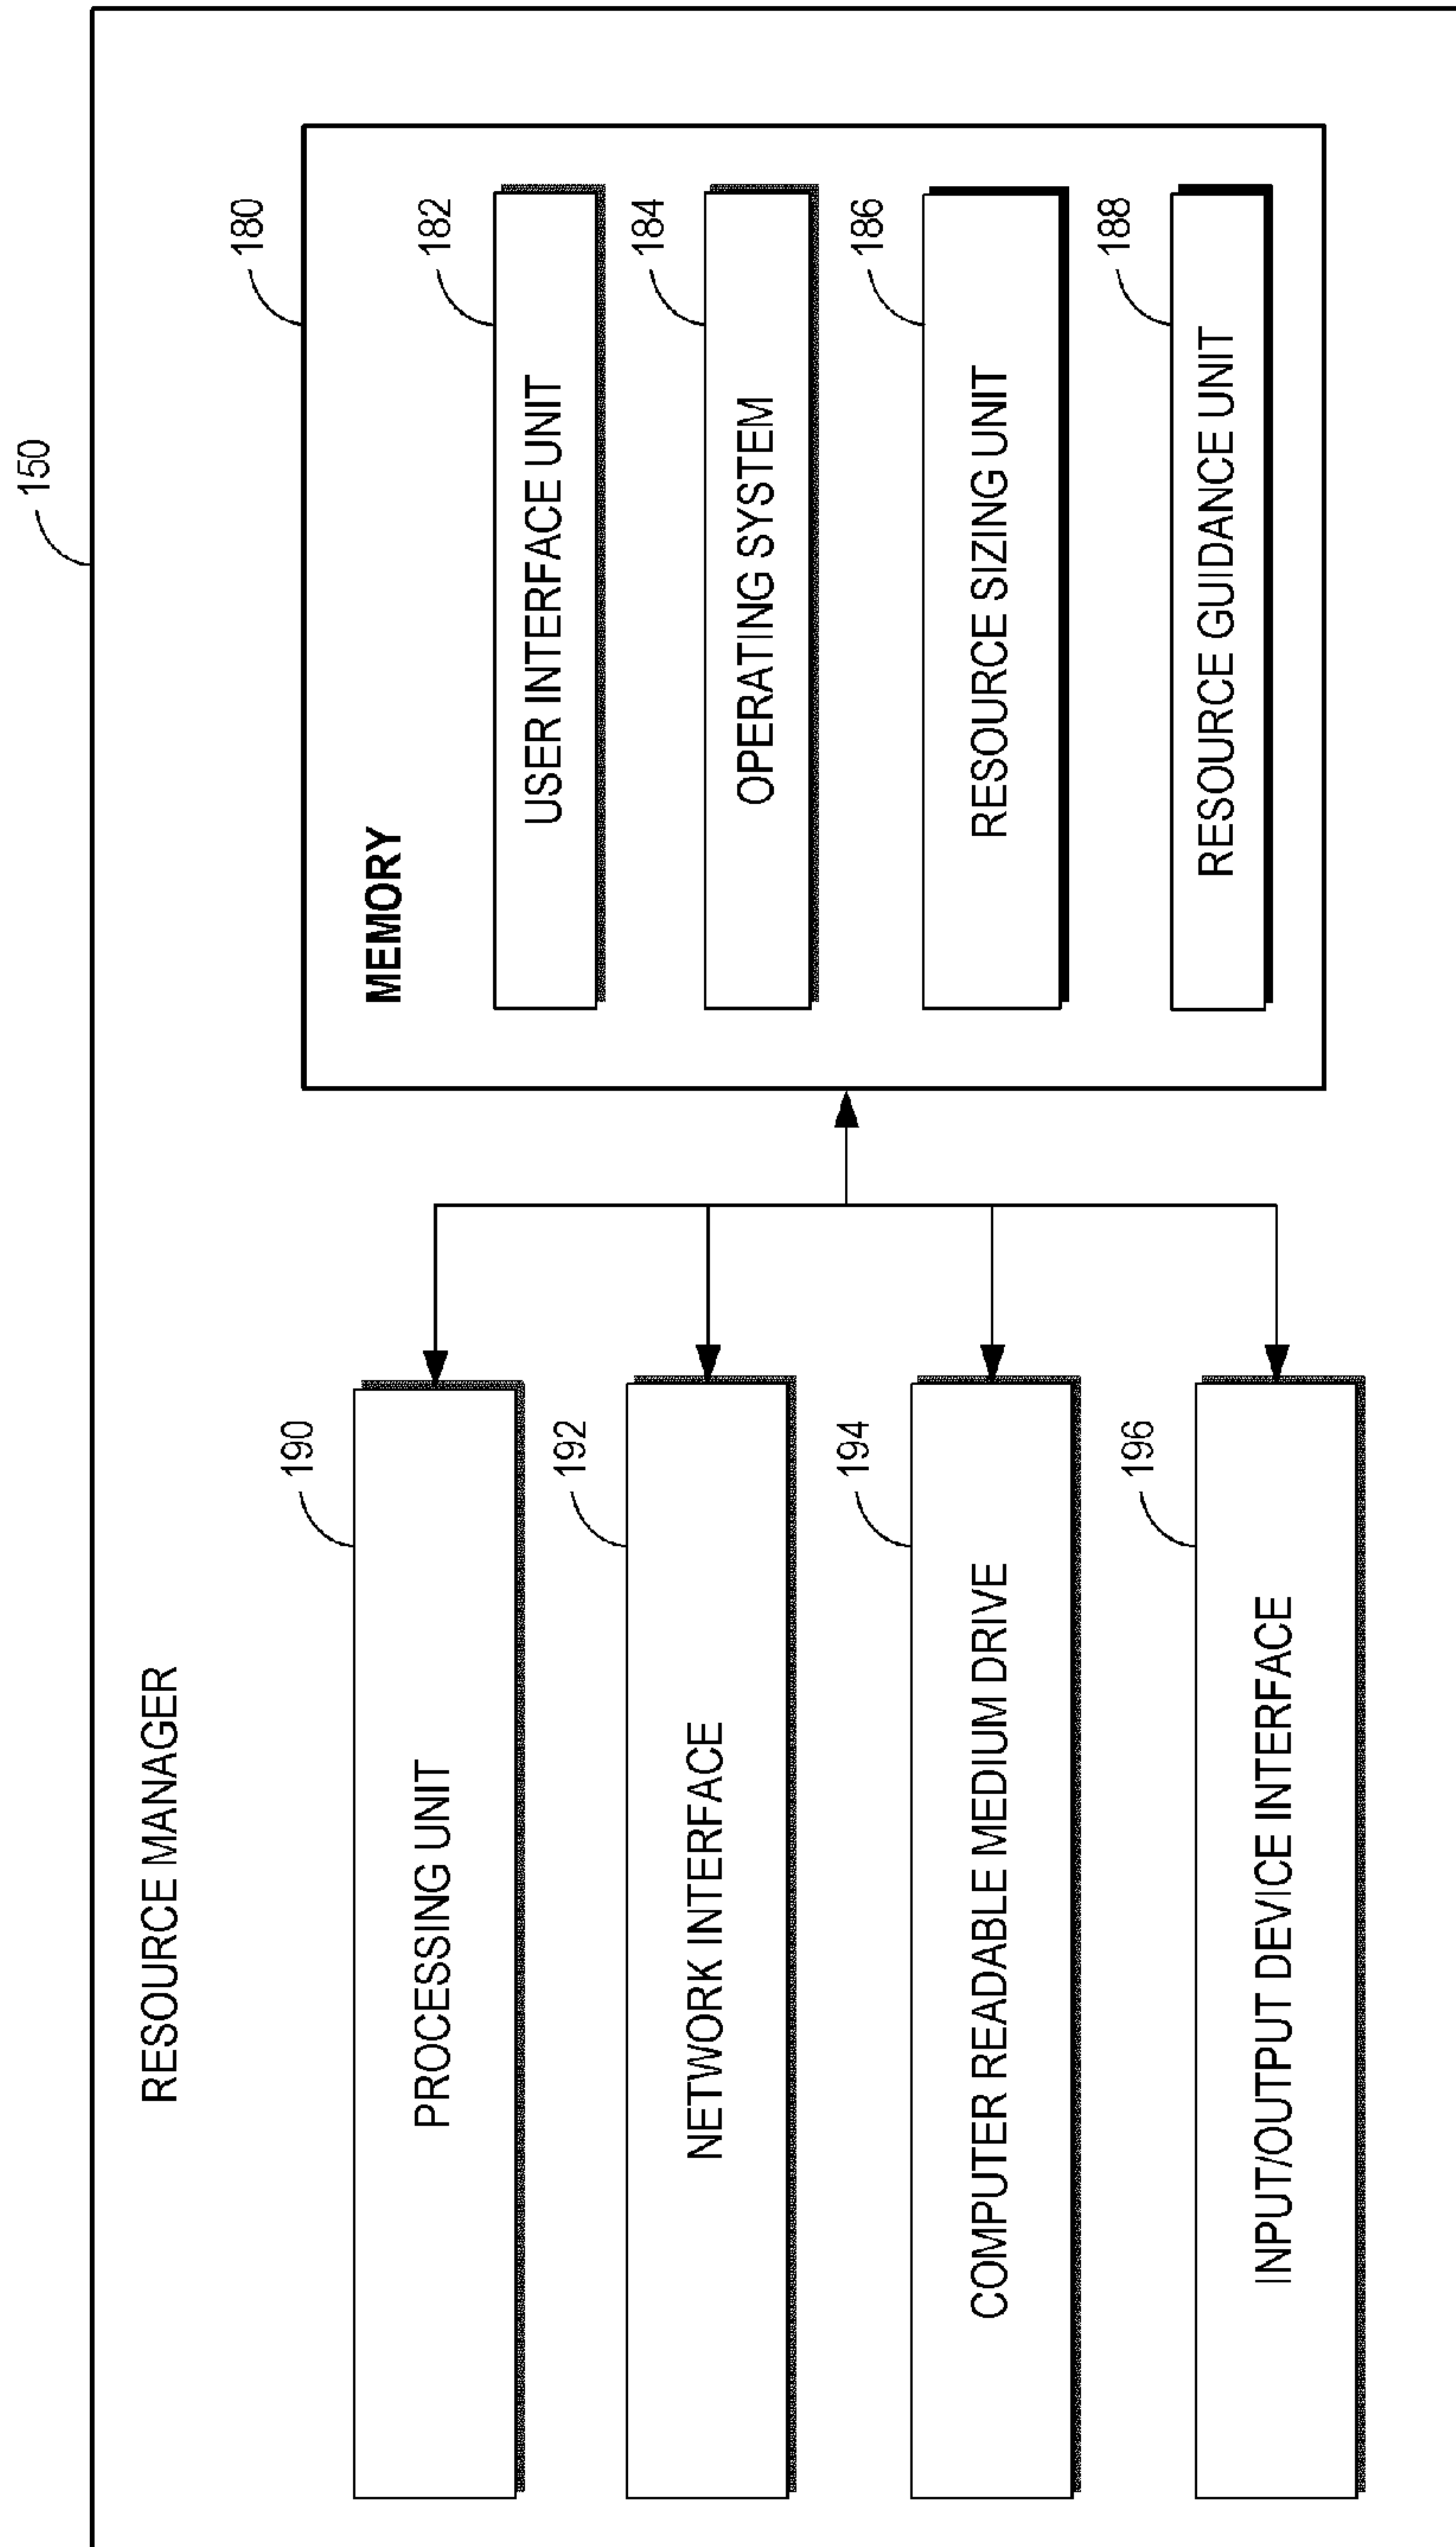 150
RESOURCE MANAGER
190
PROCESSING UNIT
192
NETWORK INTERFACE
194
COMPUTER READABLE MEDIUM DRIVE
196
INPUT/OUTPUT DEVICE INTERFACE
180
MEMORY
182
USER INTERFACE UNIT
184
OPERATING SYSTEM
186
RESOURCE SIZING UNIT
188
RESOURCE GUIDANCE UNIT